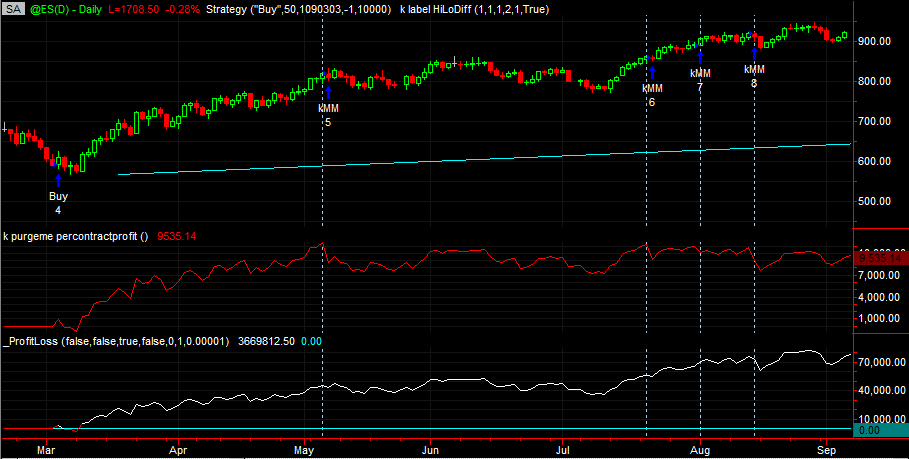 SA @ES(D) - Daily L=1708.50 -0.28% Strategy ("Buy",50,1090303,-1,10000) k label HiLoDiff (1,1,1,2,1,True)
900.00
800.00
700.00
600.00
500.00
kMM
5
kMM
6
kMM
7
kMM
8
Buy
4
k purgeme percontractprofit () 9535.14
9,535.14
7,000.00
4,000.00
1,000.00
_ProfitLoss (false,false,true,false,0,1,0.00001) 3669812.50 0.00
70,000.00
40,000.00
10,000.00
0.00
Mar Apr May Jun Jul Aug Sep